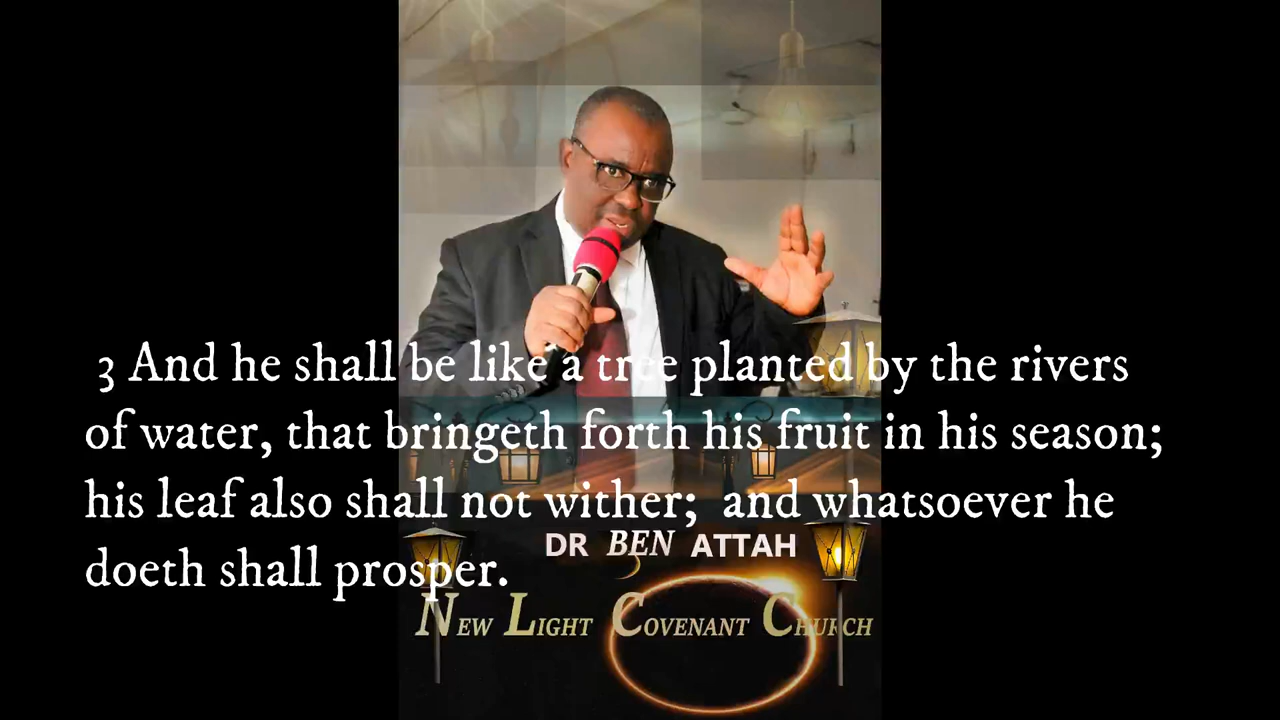 3 And he shall be like a tree planted by the rivers
of water, that bringeth forth his fruit in his season;
his leaf also shall not wither; and whatsoever he
doeth shall prosper.
DR BEN ATTAH
NEW LIGHT COVENANT CHURCH